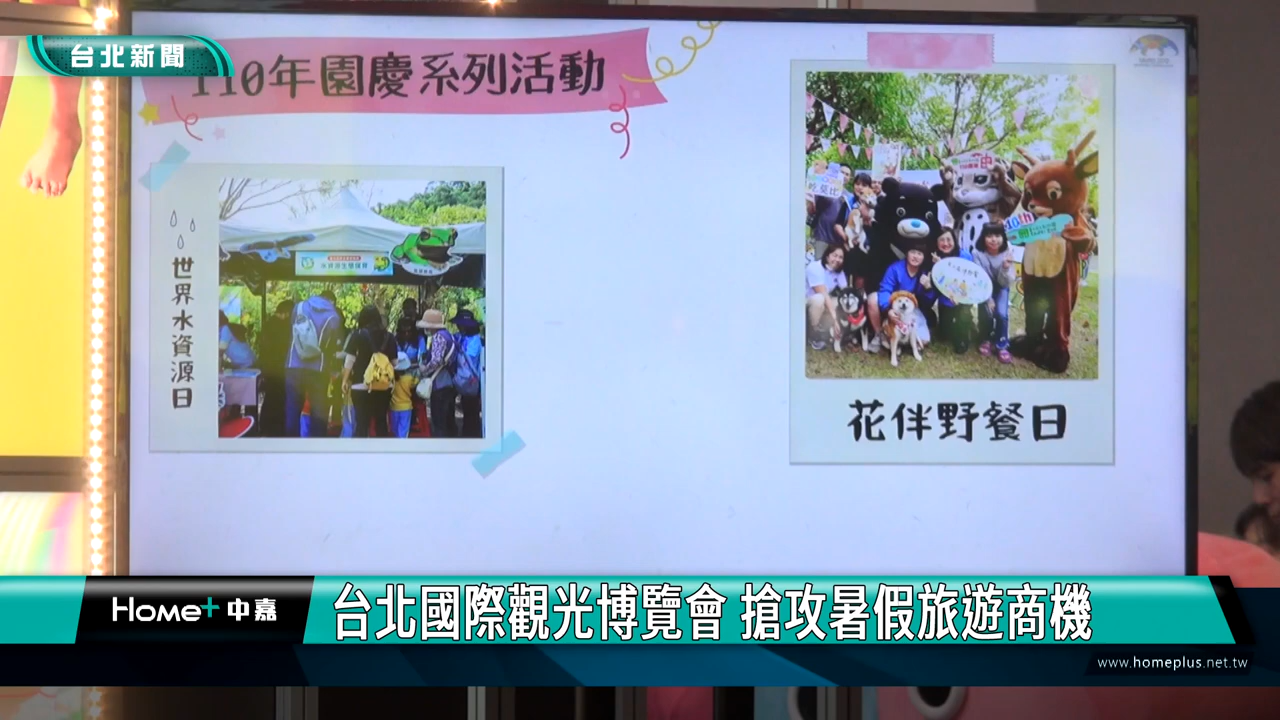 台北新聞
110年園慶系列活動
世界水資源日
10th
花伴野餐日
Home+ 中嘉
台北國際觀光博覽會 搶攻暑假旅遊商機
www.homeplus.net.tw